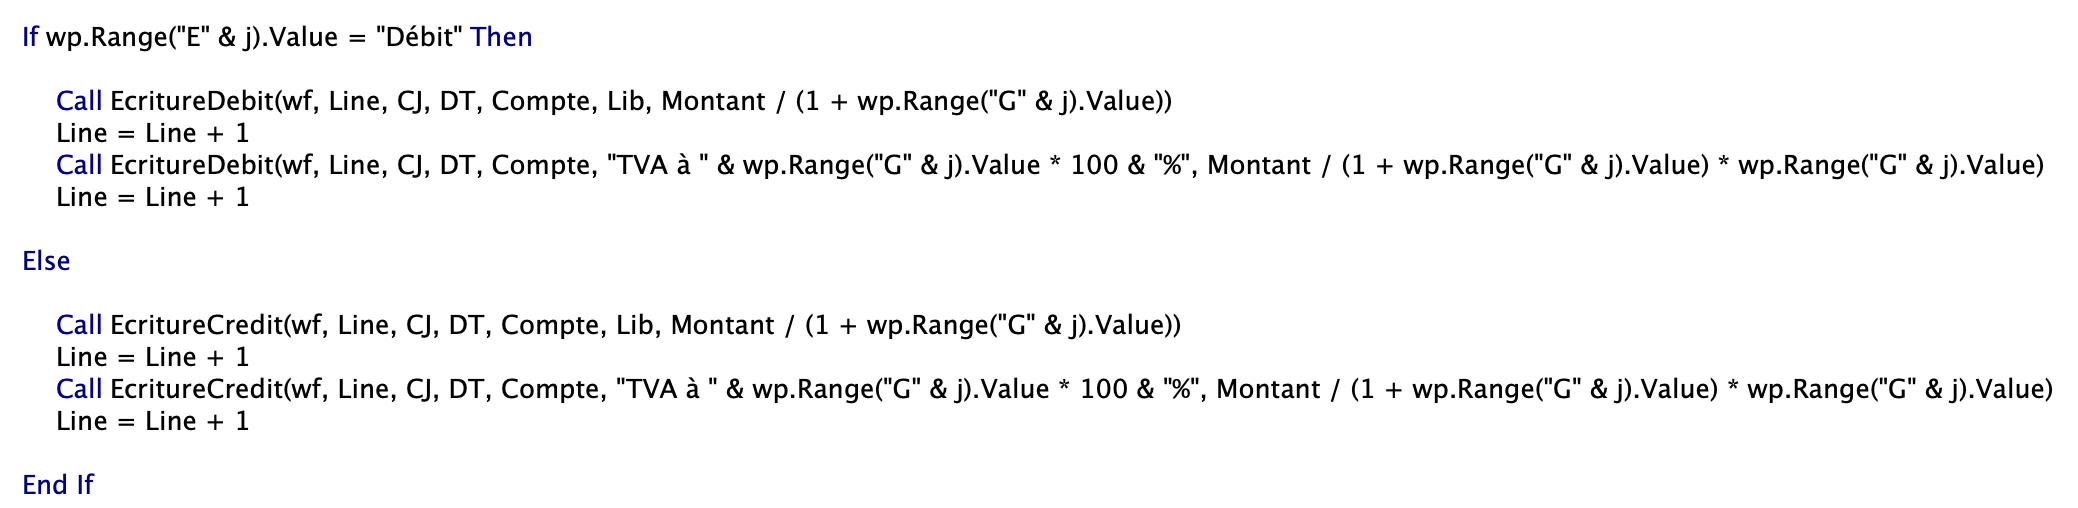 If wp.Range("E" & j).Value = "Débit" Then
Call EcritureDebit(wf, Line, CJ, DT, Compte, Lib, Montant / (1 + wp.Range("G" & j).Value))
Line = Line + 1
Call EcritureDebit(wf, Line, CJ, DT, Compte, "TVA à " & wp.Range("G" & j).Value * 100 & "%", Montant / (1 + wp.Range("G" & j).Value) * wp.Range("G" & j).Value)
Line = Line + 1
Else
Call EcritureCredit(wf, Line, CJ, DT, Compte, Lib, Montant / (1 + wp.Range("G" & j).Value))
Line = Line + 1
Call EcritureCredit(wf, Line, CJ, DT, Compte, "TVA à " & wp.Range("G" & j).Value * 100 & "%", Montant / (1 + wp.Range("G" & j).Value) * wp.Range("G" & j).Value)
Line = Line + 1
End If